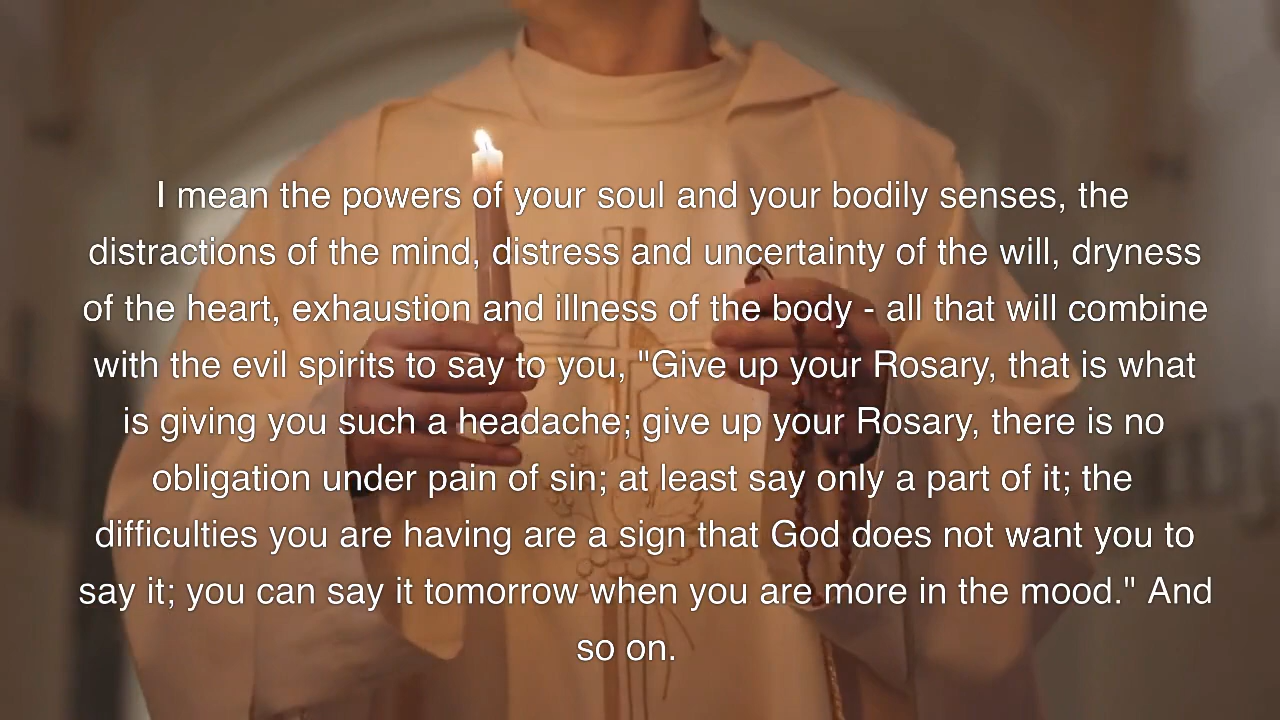 I mean the powers of your soul and your bodily senses, the
distractions of the mind, distress and uncertainty of the will, dryness
of the heart, exhaustion and illness of the body - all that will combine
with the evil spirits to say to you, "Give up your Rosary, that is what
is giving you such a headache; give up your Rosary, there is no
obligation under pain of sin; at least say only a part of it; the
difficulties you are having are a sign that God does not want you to
say it; you can say it tomorrow when you are more in the mood." And
so on.